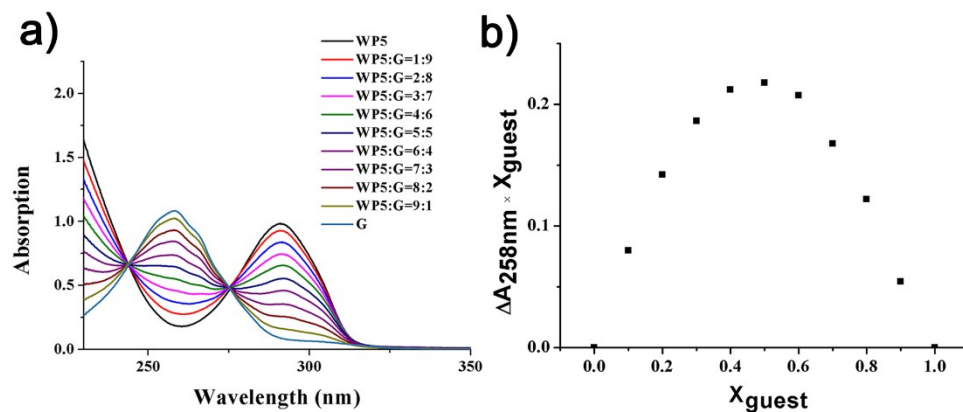 a)
WP5
WP5:G=1:9
WP5:G=2:8
WP5:G=3:7
WP5:G=4:6
WP5:G=5:5
WP5:G=6:4
WP5:G=7:3
WP5:G=8:2
WP5:G=9:1
G
2.0
1.5
1.0
0.5
0.0
Absorption
250
300
350
Wavelength (nm)
b)
0.2
0.1
0.0
ΔA258nm × Xguest
0.0
0.2
0.4
0.6
0.8
1.0
Xguest